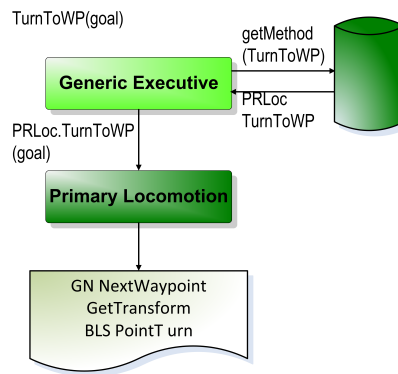 TurnToWP(goal)
getMethod
(TurnToWP)
Generic Executive
PRLoc
TurnToWP
PRLoc.TurnToWP
(goal)
Primary Locomotion
GN NextWaypoint
GetTransform
BLS PointT urn